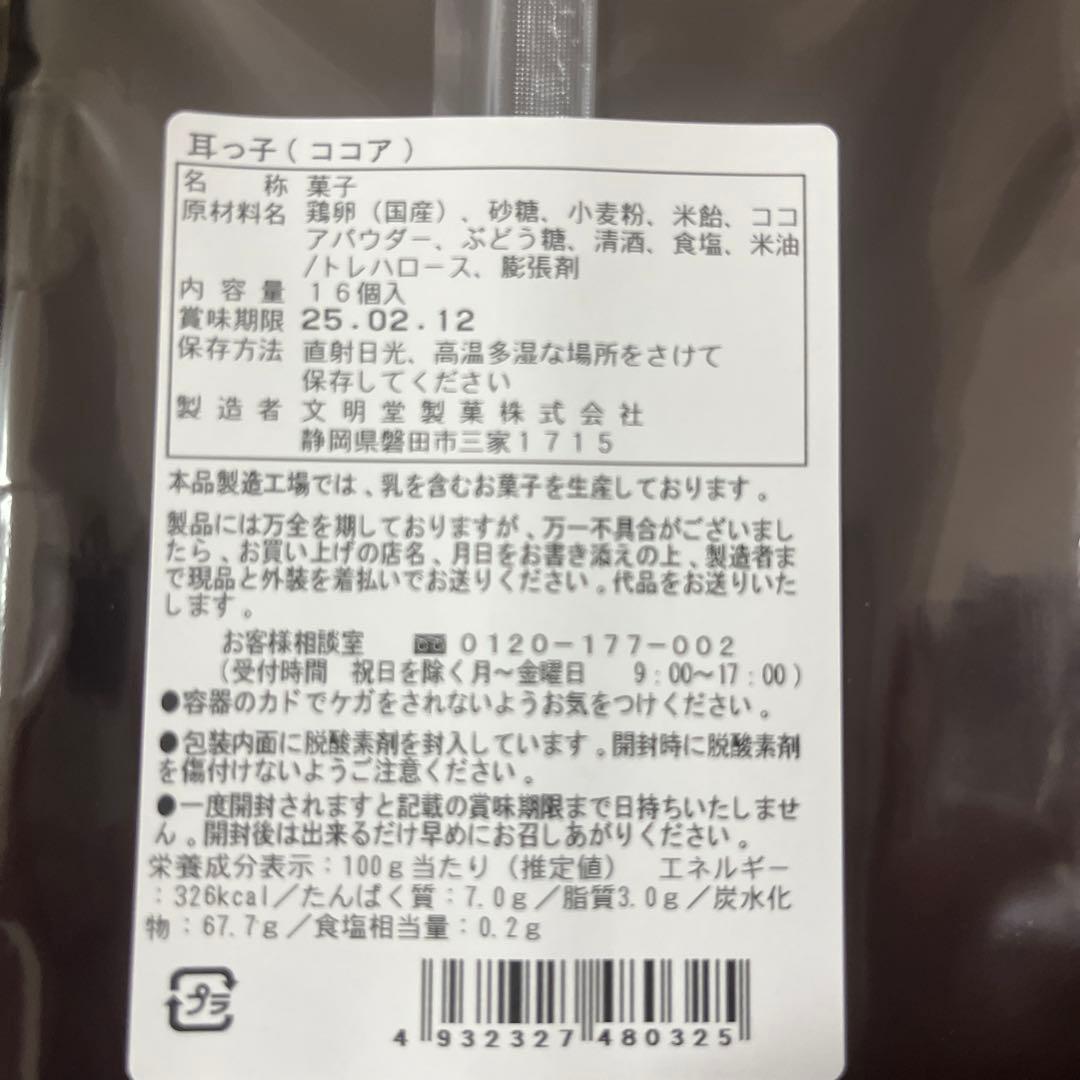 耳っ子(ココア)
名称 菓子
原材料名 鶏卵(国産)、砂糖、小麦粉、米飴、ココ
アパウダー、ぶどう糖、清酒、食塩、米油
/トレハロース、膨張剤
内容量 16個入
賞味期限 25.02.12
保存方法 直射日光、高温多湿な場所をさけて
保存してください
製造者 文明堂製菓株式会社
静岡県磐田市三家1715
本品製造工場では、乳を含むお菓子を生産しております。
製品には万全を期しておりますが、万一不具合がございまし
たら、お買い上げの店名、月日をお書き添えの上、製造者ま
で現品と外装を着払いでお送りください。代品をお送りいた
します。
お客様相談室 0120-177-002
(受付時間 祝日を除く月~金曜日 9:00~17:00)
●容器のカドでケガをされないようお気をつけください。
●包装内面に脱酸素剤を封入しています。開封時に脱酸素剤
を傷付けないようご注意ください。
●一度開封されますと記載の賞味期限まで日持ちいたしませ
ん。開封後は出来るだけ早めにお召しあがりください。
栄養成分表示:100g当たり(推定値) エネルギー
:326kcal/たんぱく質:7.0g/脂質3.0g/炭水化
物:67.7g/食塩相当量:0.2g
プラ
4 932327 480325